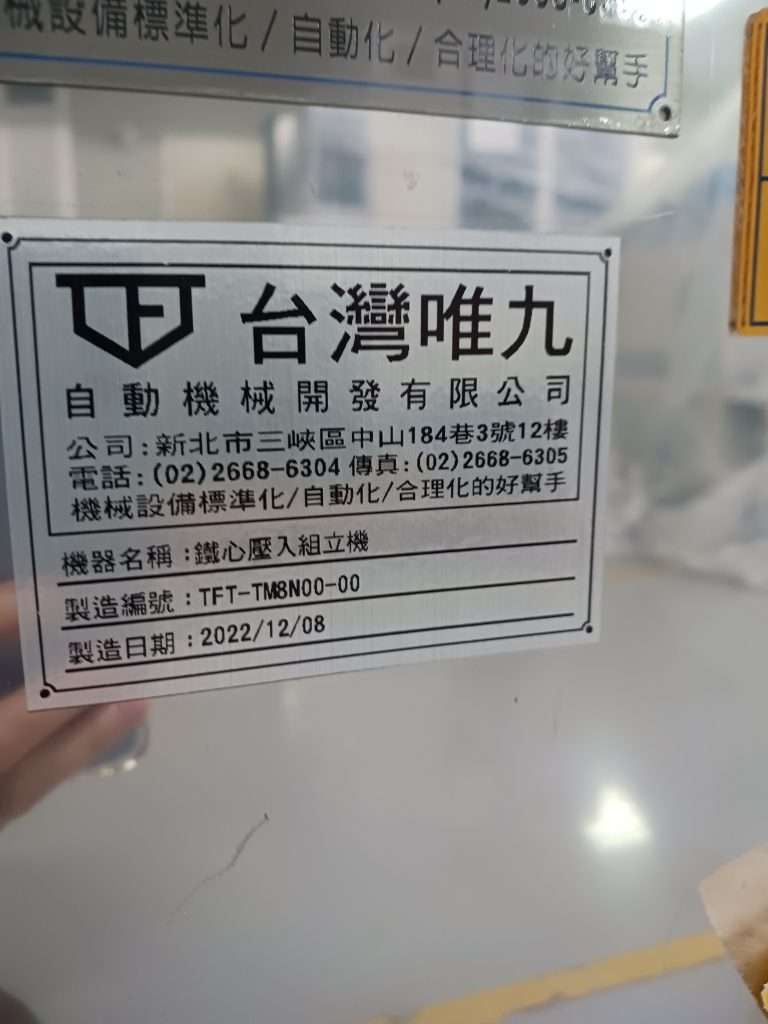 械設備標準化/自動化/合理化的好幫手
TFT 台灣唯九
自動機械開發有限公司
公司:新北市三峽區中山184巷3號12樓
電話:(02)2668-6304 傳真:(02)2668-6305
機械設備標準化/自動化/合理化的好幫手
機器名稱:鐵心壓入組立機
製造編號:TFT-TM8N00-00
製造日期:2022/12/08